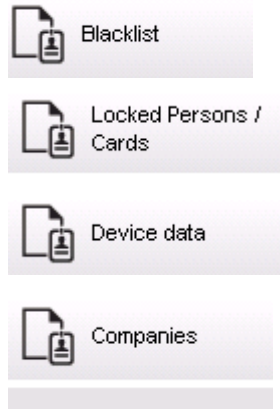 Blacklist
Locked Persons /
Cards
Device data
Companies